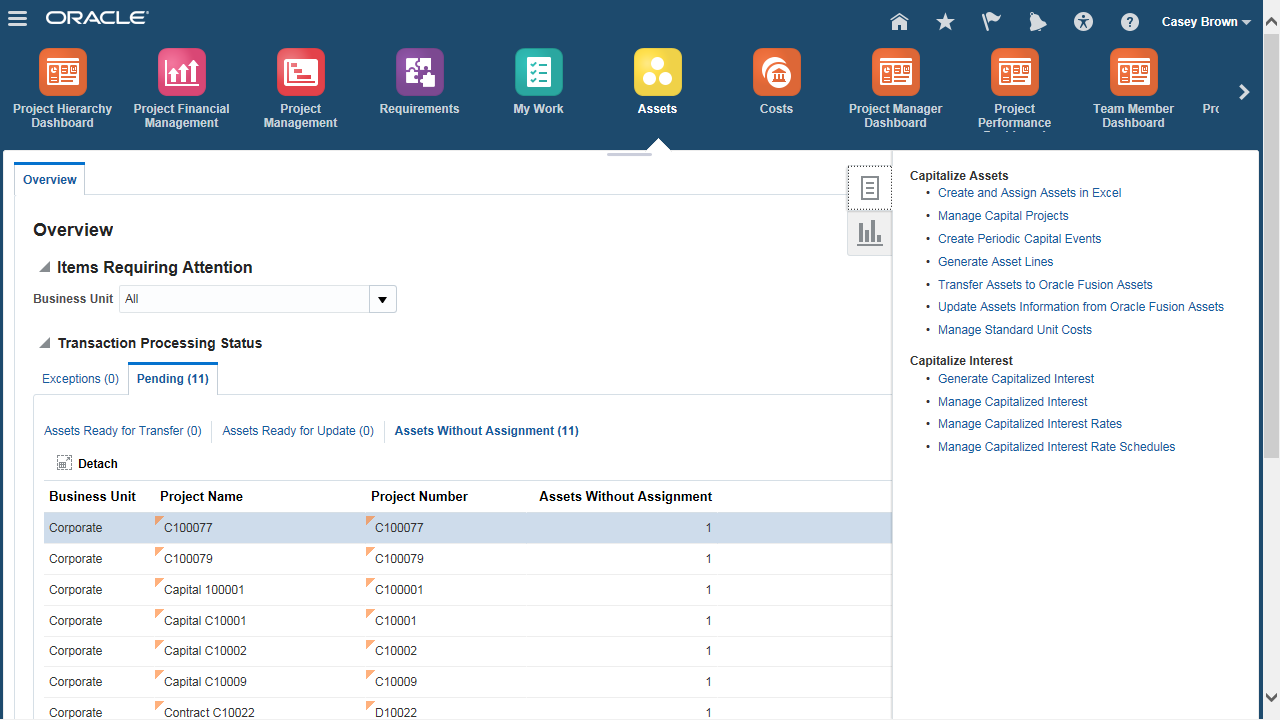 ORACLE
Casey Brown
Project Hierarchy Dashboard
Project Financial Management
Project Management
Requirements
My Work
Assets
Costs
Project Manager Dashboard
Project Performance
Team Member Dashboard
Overview
Overview
Items Requiring Attention
Business Unit All
Transaction Processing Status
Exceptions (0) Pending (11)
Assets Ready for Transfer (0) Assets Ready for Update (0) Assets Without Assignment (11)
Detach
Business Unit Project Name Project Number Assets Without Assignment
Corporate C100077 C100077 1
Corporate C100079 C100079 1
Corporate Capital 100001 C100001 1
Corporate Capital C10001 C10001 1
Corporate Capital C10002 C10002 1
Corporate Capital C10009 C10009 1
Corporate Contract C10022 D10022 1
Capitalize Assets
• Create and Assign Assets in Excel
• Manage Capital Projects
• Create Periodic Capital Events
• Generate Asset Lines
• Transfer Assets to Oracle Fusion Assets
• Update Assets Information from Oracle Fusion Assets
• Manage Standard Unit Costs
Capitalize Interest
• Generate Capitalized Interest
• Manage Capitalized Interest
• Manage Capitalized Interest Rates
• Manage Capitalized Interest Rate Schedules